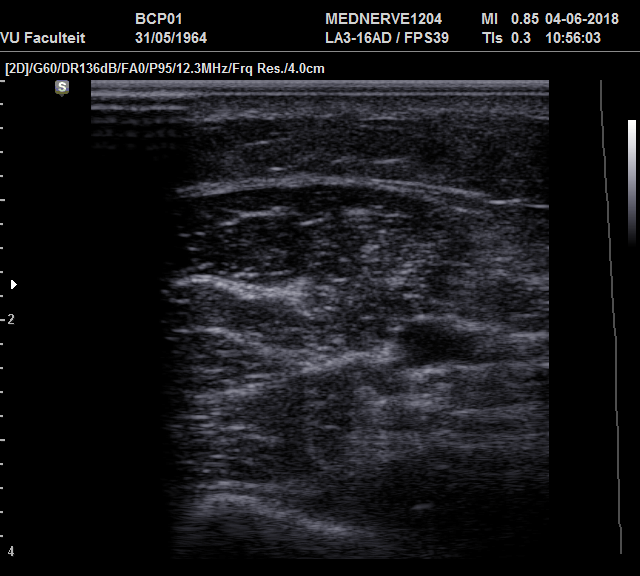 BCP01 MEDNERVE1204 MI 0.85 04-06-2018
VU Faculteit 31/05/1964 LA3-16AD / FPS39 TIs 0.3 10:56:03
[2D]/G60/DR136dB/FA0/P95/12.3MHz/Frq Res./4.0cm
S
2
4